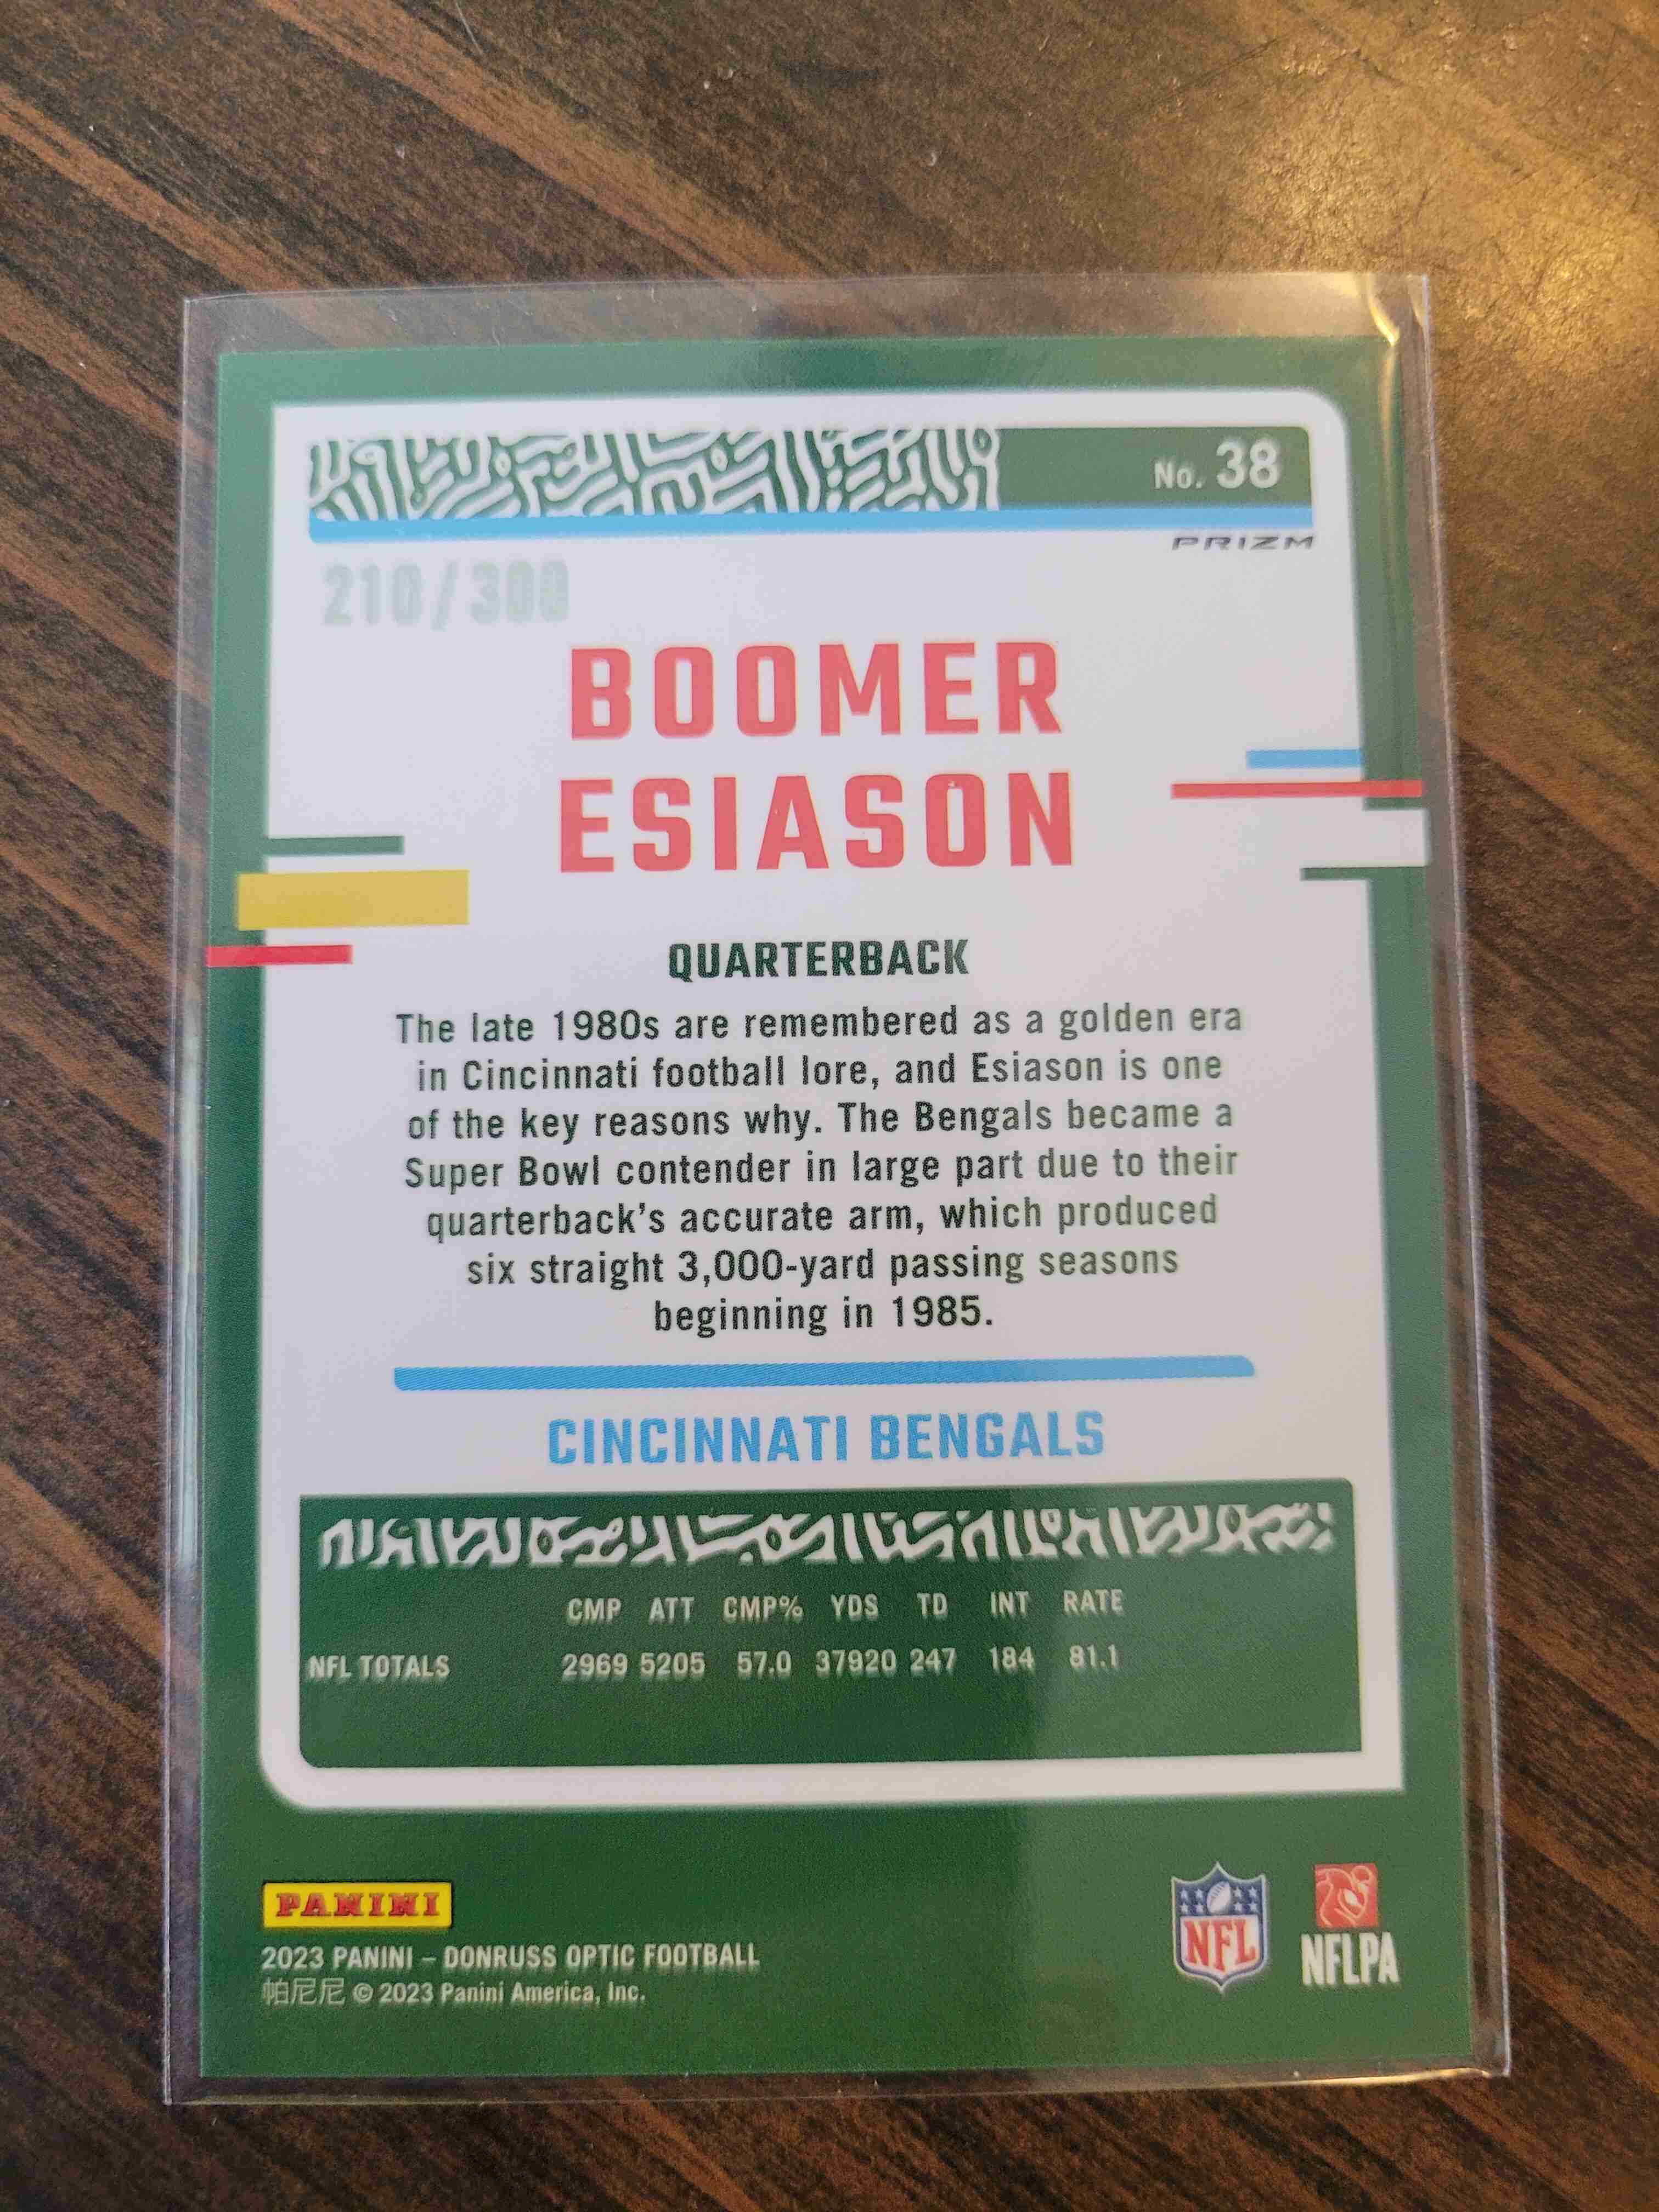 No. 38
PRIZM
210/300
BOOMER
ESIASON
QUARTERBACK
The late 1980s are remembered as a golden era
in Cincinnati football lore, and Esiason is one
of the key reasons why. The Bengals became a
Super Bowl contender in large part due to their
quarterback's accurate arm, which produced
six straight 3,000-yard passing seasons
beginning in 1985.
CINCINNATI BENGALS
CMP ATT CMP% YDS TD INT RATE
NFL TOTALS 2969 5205 57.0 37920 247 184 81.1
PANINI
2023 PANINI – DONRUSS OPTIC FOOTBALL
帕尼尼 © 2023 Panini America, Inc.
NFL
NFLPA